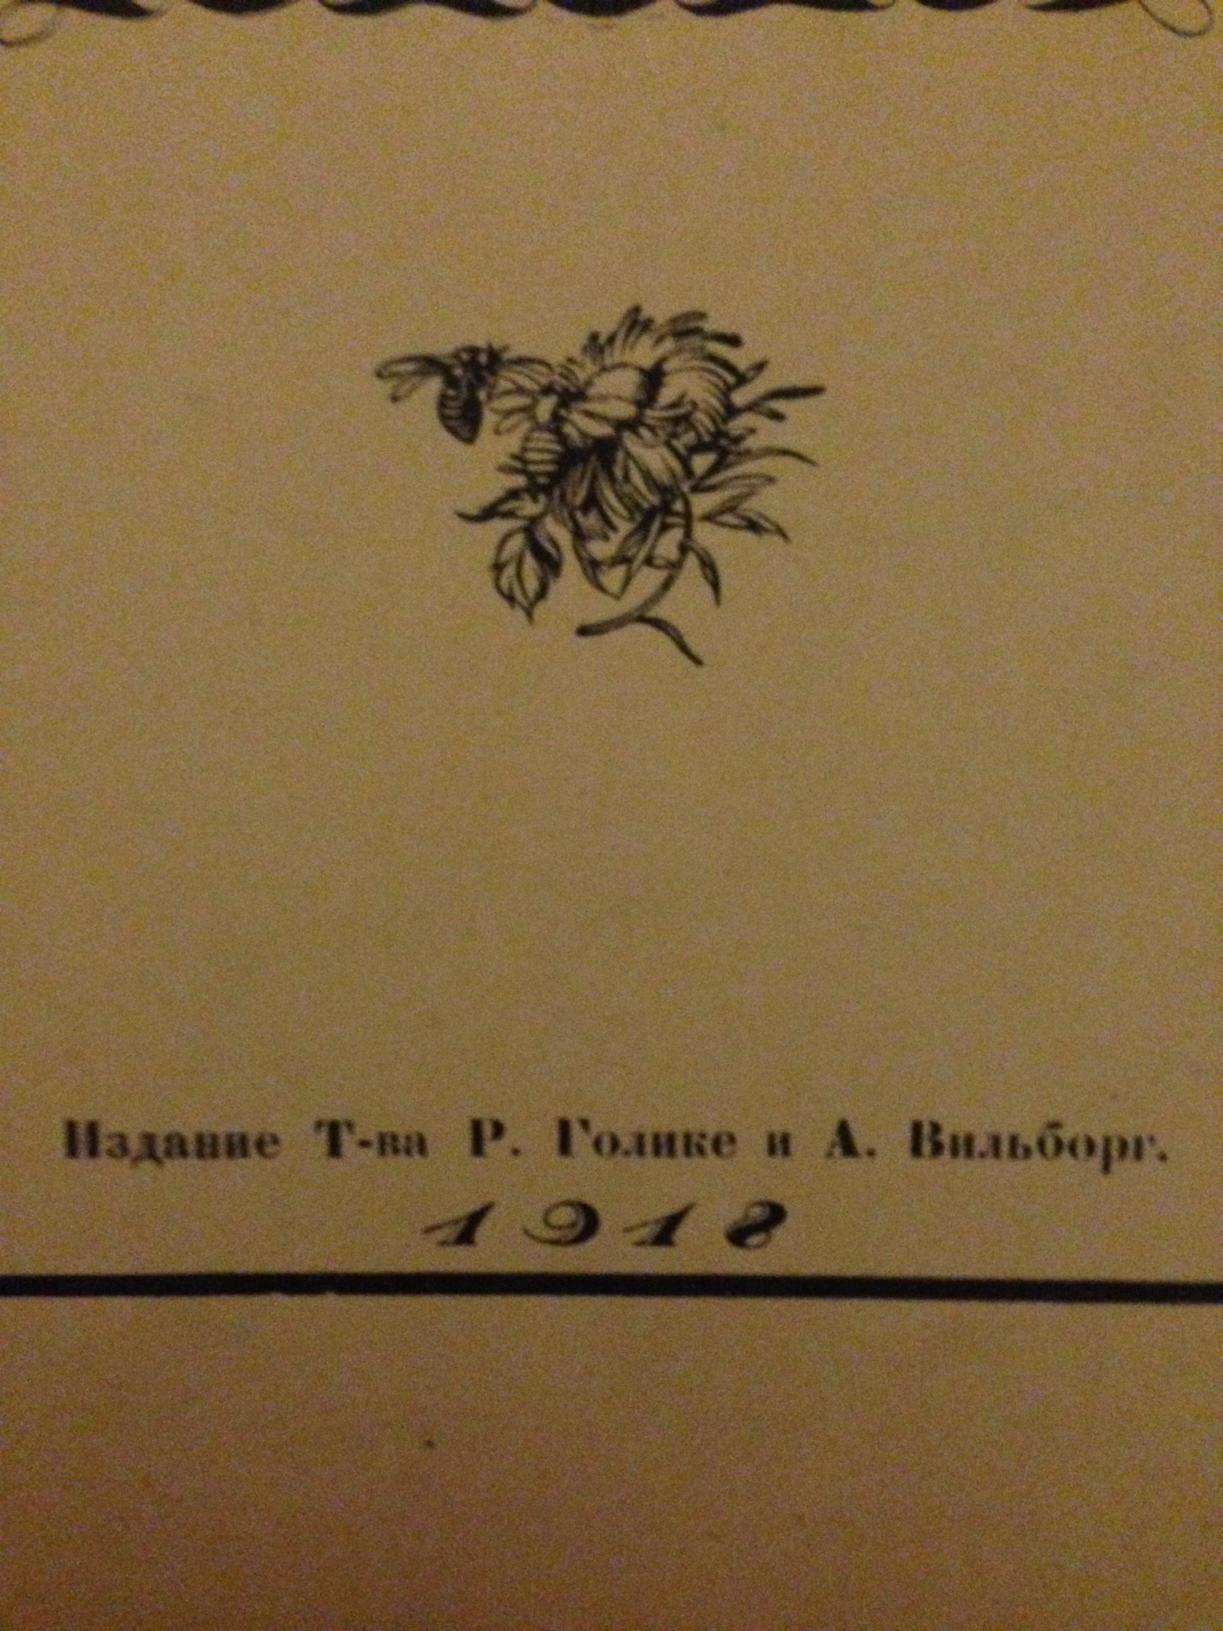 Издание Т-ва Р. Голике и А. Вильборг.
1918